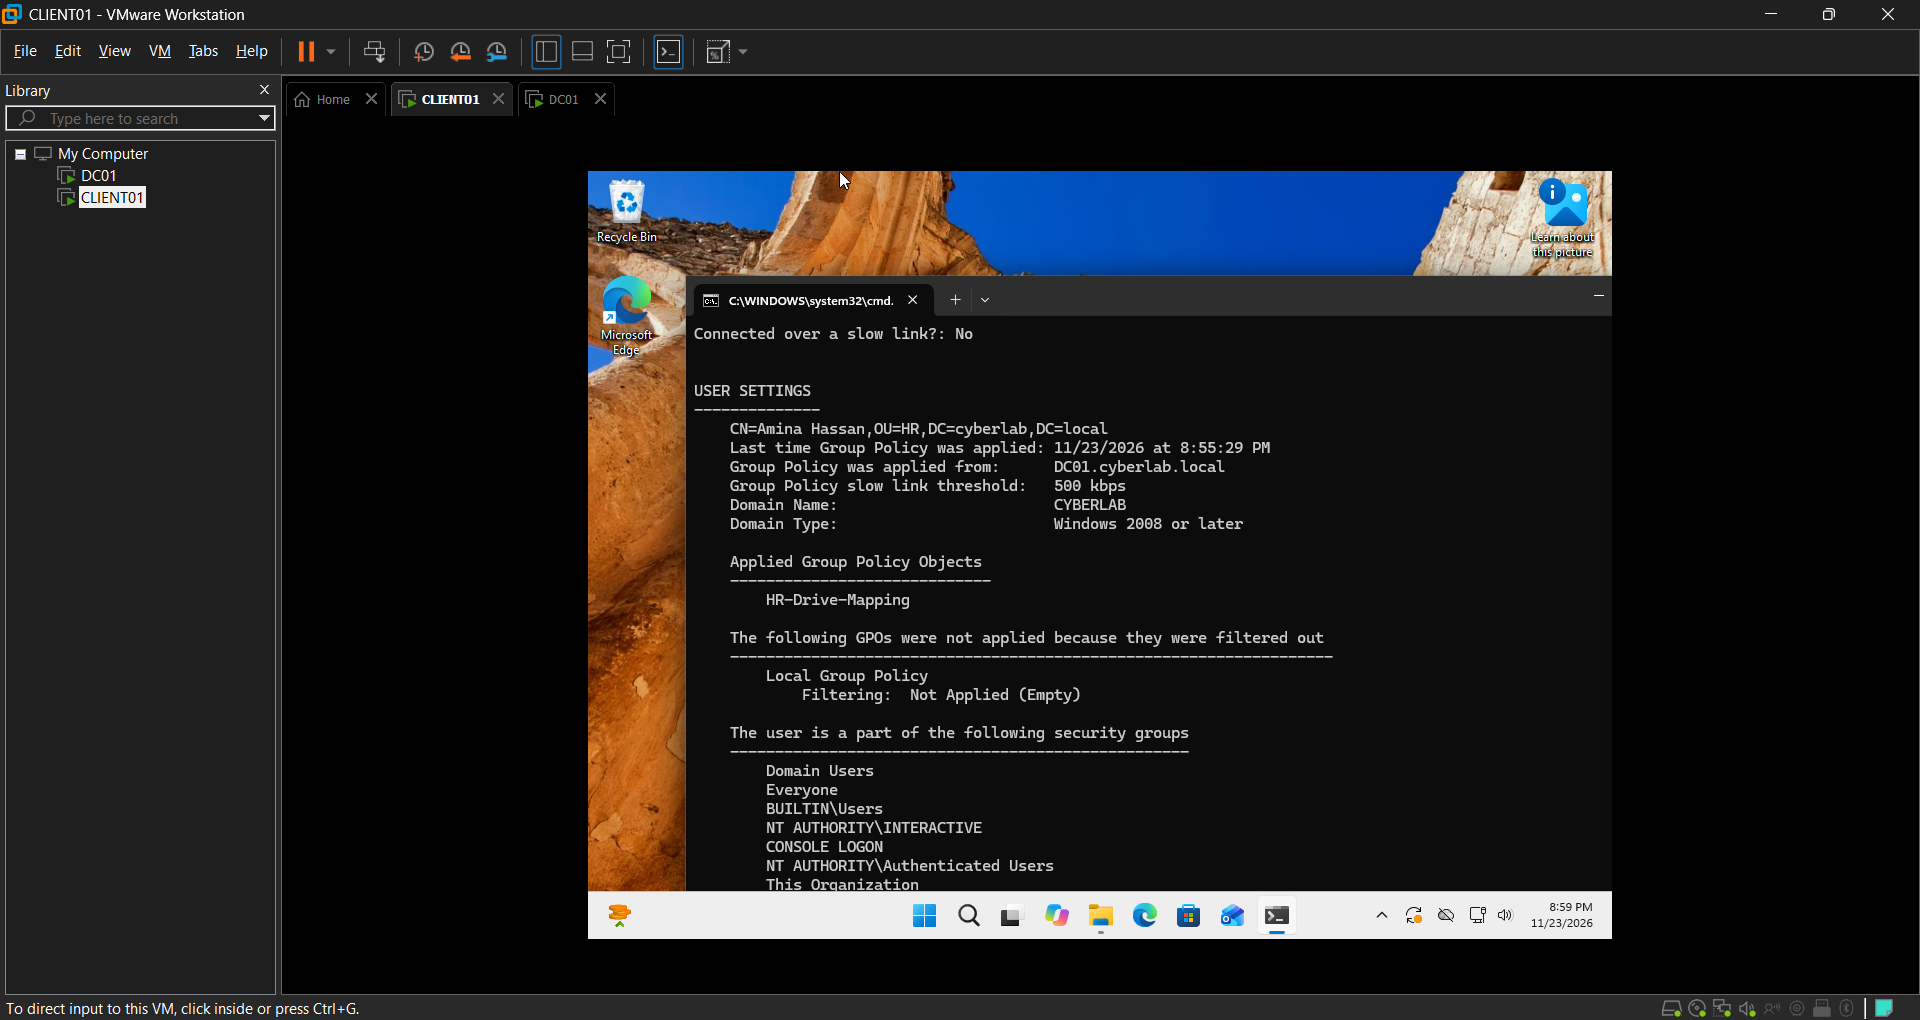 CLIENT01 - VMware Workstation
File Edit View VM Tabs Help
Library
Home CLIENT01 DC01
Type here to search
My Computer
DC01
CLIENT01
Recycle Bin
Learn about
this picture
Microsoft
Edge
C:\WINDOWS\system32\cmd.
Connected over a slow link?: No
USER SETTINGS
--------------
CN=Amina Hassan,OU=HR,DC=cyberlab,DC=local
Last time Group Policy was applied: 11/23/2026 at 8:55:29 PM
Group Policy was applied from: DC01.cyberlab.local
Group Policy slow link threshold: 500 kbps
Domain Name: CYBERLAB
Domain Type: Windows 2008 or later
Applied Group Policy Objects
-----------------------------
HR-Drive-Mapping
The following GPOs were not applied because they were filtered out
-------------------------------------------------------------------
Local Group Policy
Filtering: Not Applied (Empty)
The user is a part of the following security groups
---------------------------------------------------
Domain Users
Everyone
BUILTIN\Users
NT AUTHORITY\INTERACTIVE
CONSOLE LOGON
NT AUTHORITY\Authenticated Users
This Organization
8:59 PM
11/23/2026
To direct input to this VM, click inside or press Ctrl+G.